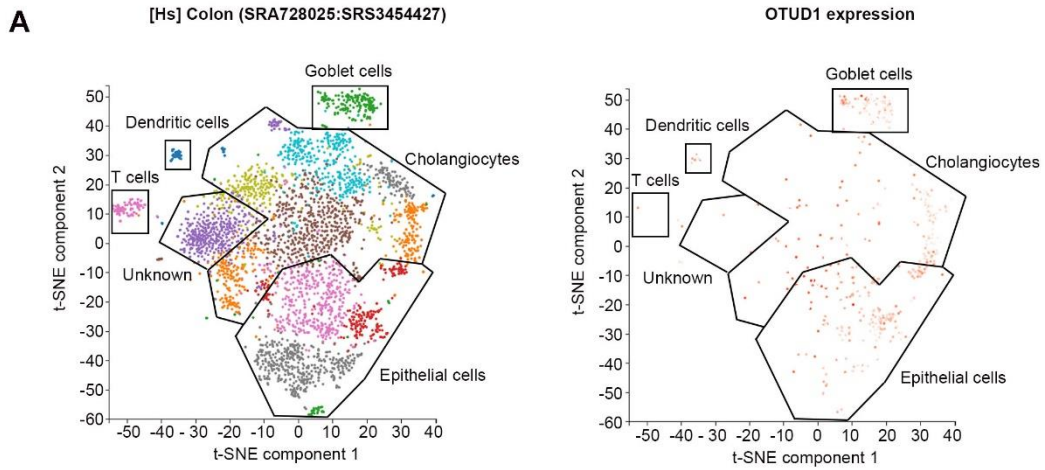 A
[Hs] Colon (SRA728025:SRS3454427)
Goblet cells
Dendritic cells
Cholangiocytes
T cells
Unknown
Epithelial cells
50
40
30
20
10
0
-10
-20
-30
-40
-50
-60
t-SNE component 2
-50 -40 - 30 -20 -10 0 10 20 30 40
t-SNE component 1
OTUD1 expression
Goblet cells
Dendritic cells
Cholangiocytes
T cells
Unknown
Epithelial cells
50
40
30
20
10
0
-10
-20
-30
-40
-50
-60
t-SNE component 2
-50 -40 - 30 -20 -10 0 10 20 30 40
t-SNE component 1